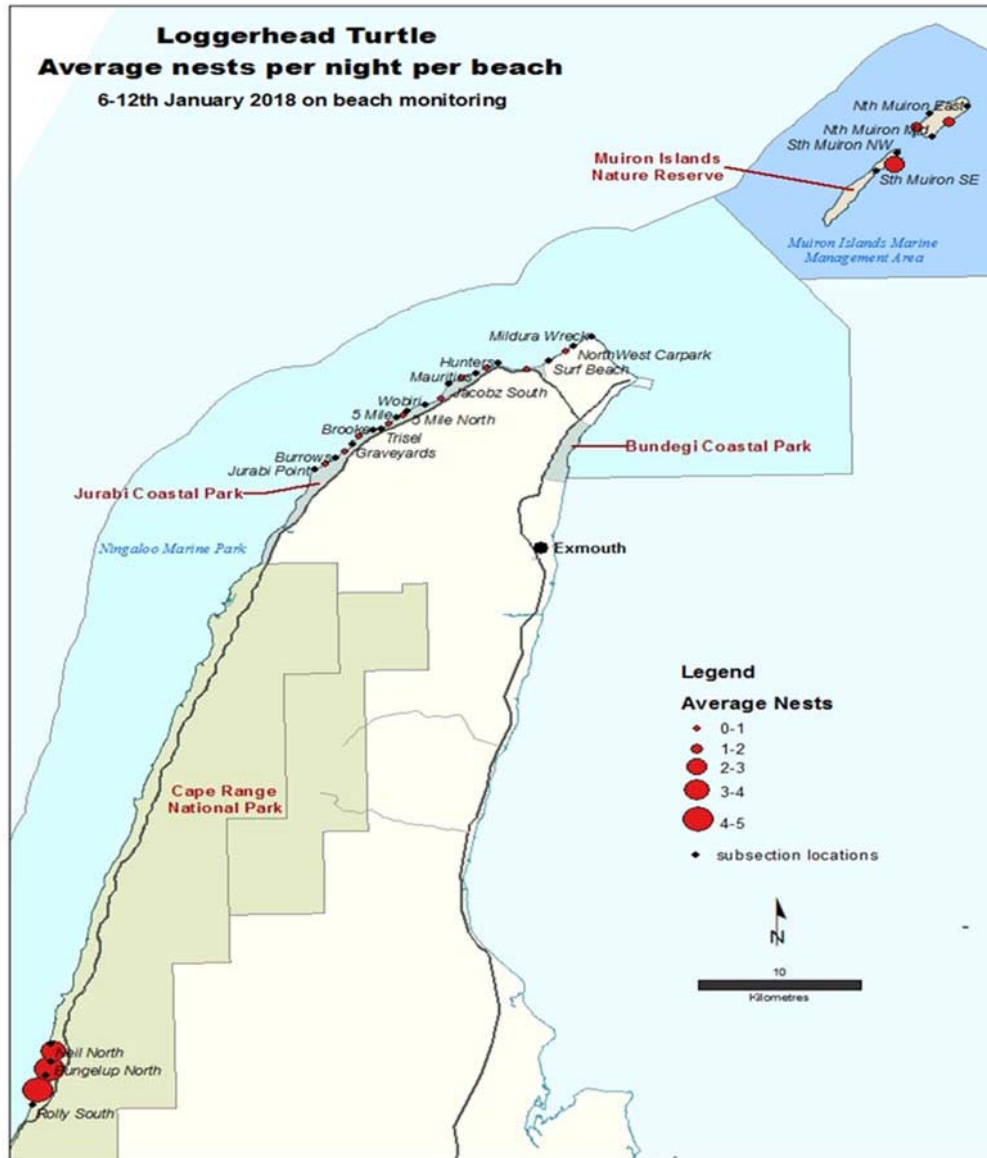 Loggerhead Turtle
Average nests per night per beach
6-12th January 2018 on beach monitoring
Nth Muiron East
Nth Muiron Mid
Sth Muiron NW
Sth Muiron SE
Muiron Islands
Nature Reserve
Muiron Islands Marine
Management Area
Mildura Wreck
NorthWest Carpark
Surf Beach
Hunters
Mauritius
Jacobz South
Wobiri
5 Mile
5 Mile North
Brooke
Trisel
Graveyards
Burrows
Jurabi Point
Bundegi Coastal Park
Jurabi Coastal Park
Ningaloo Marine Park
Exmouth
Cape Range
National Park
Legend
Average Nests
0-1
1-2
2-3
3-4
4-5
subsection locations
N
10
Kilometres
Neil North
Bungelup North
Rolly South